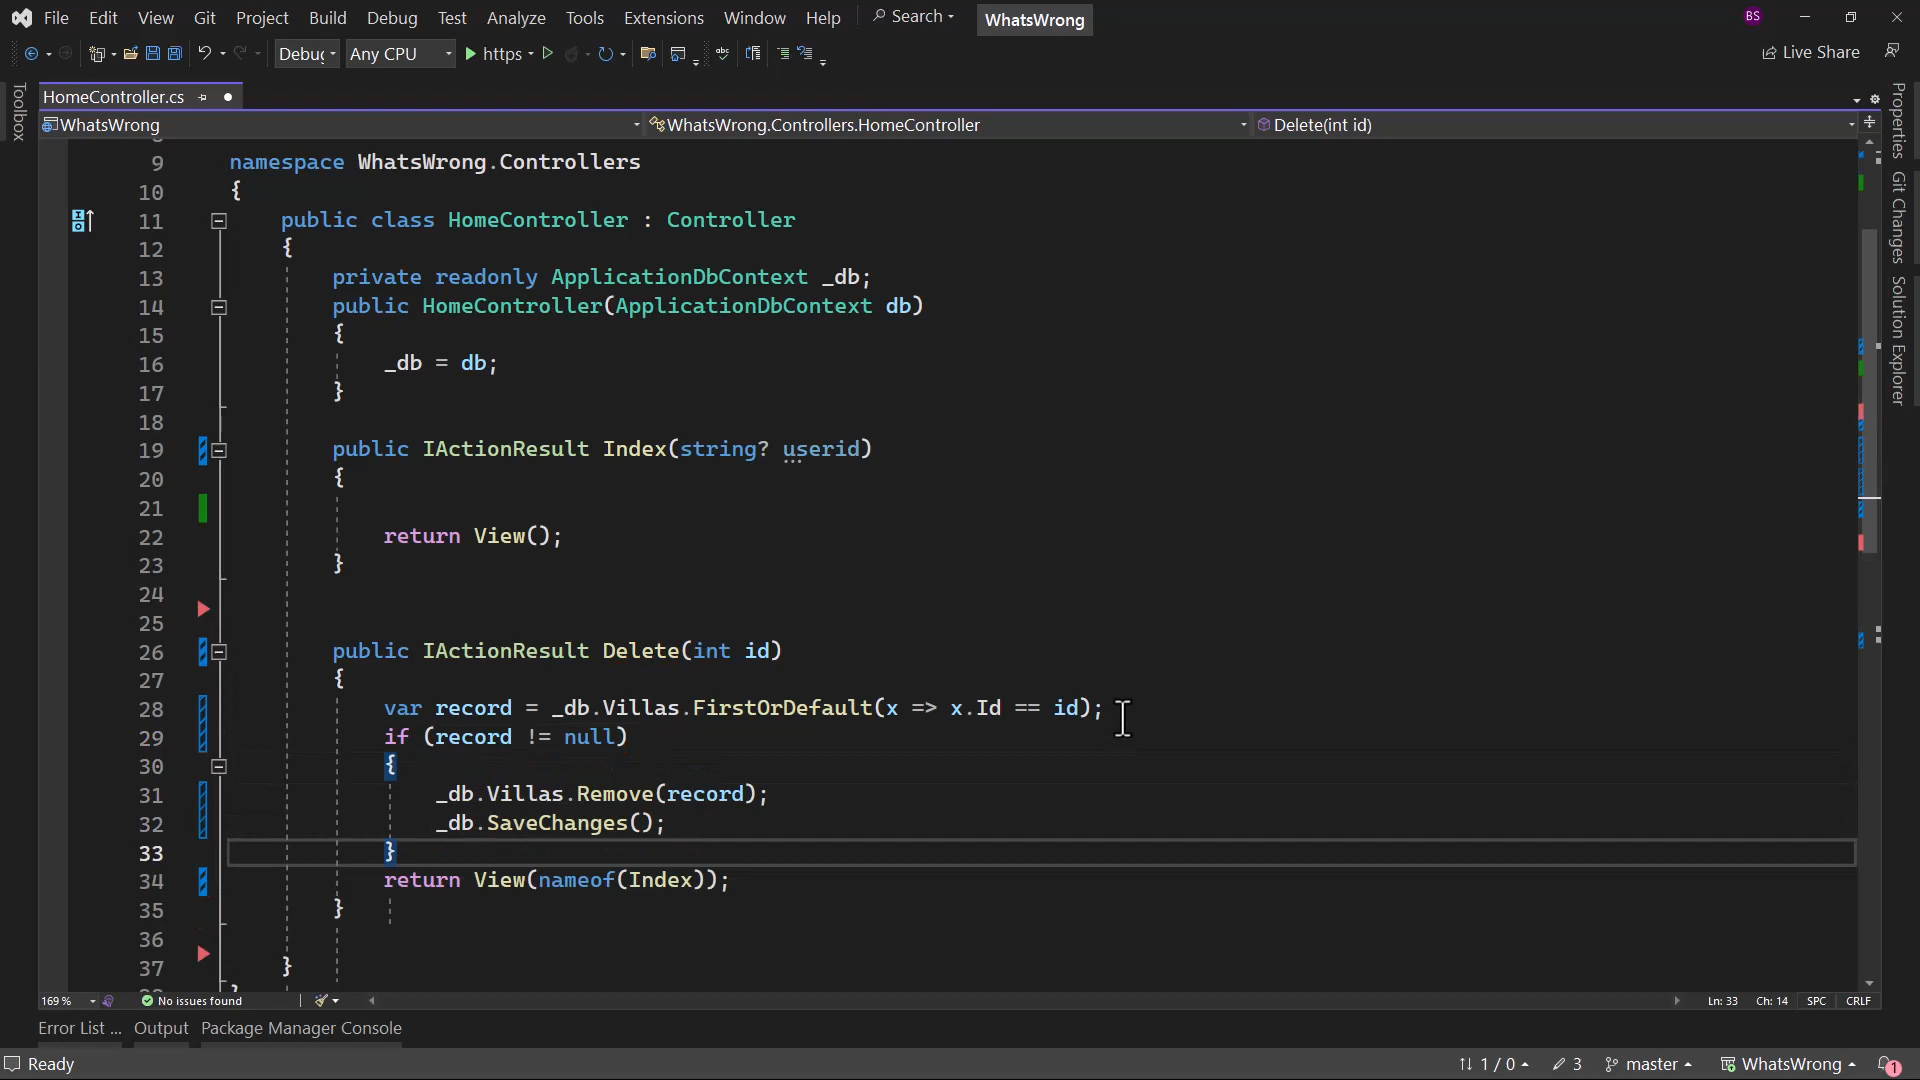 File Edit View Git Project Build Debug Test Analyze Tools Extensions Window Help Search WhatsWrong BS
Debug Any CPU https Live Share
Toolbox
HomeController.cs
WhatsWrong WhatsWrong.Controllers.HomeController Delete(int id)
Properties
Git Changes
Solution Explorer
9 namespace WhatsWrong.Controllers
10 {
11 public class HomeController : Controller
12 {
13 private readonly ApplicationDbContext _db;
14 public HomeController(ApplicationDbContext db)
15 {
16 _db = db;
17 }
18
19 public IActionResult Index(string? userid)
20 {
21
22 return View();
23 }
24
25
26 public IActionResult Delete(int id)
27 {
28 var record = _db.Villas.FirstOrDefault(x => x.Id == id);
29 if (record != null)
30 {
31 _db.Villas.Remove(record);
32 _db.SaveChanges();
33 }
34 return View(nameof(Index));
35 }
36
37 }
169 % No issues found Ln: 33 Ch: 14 SPC CRLF
Error List ... Output Package Manager Console
Ready 1 / 0 3 master WhatsWrong 1